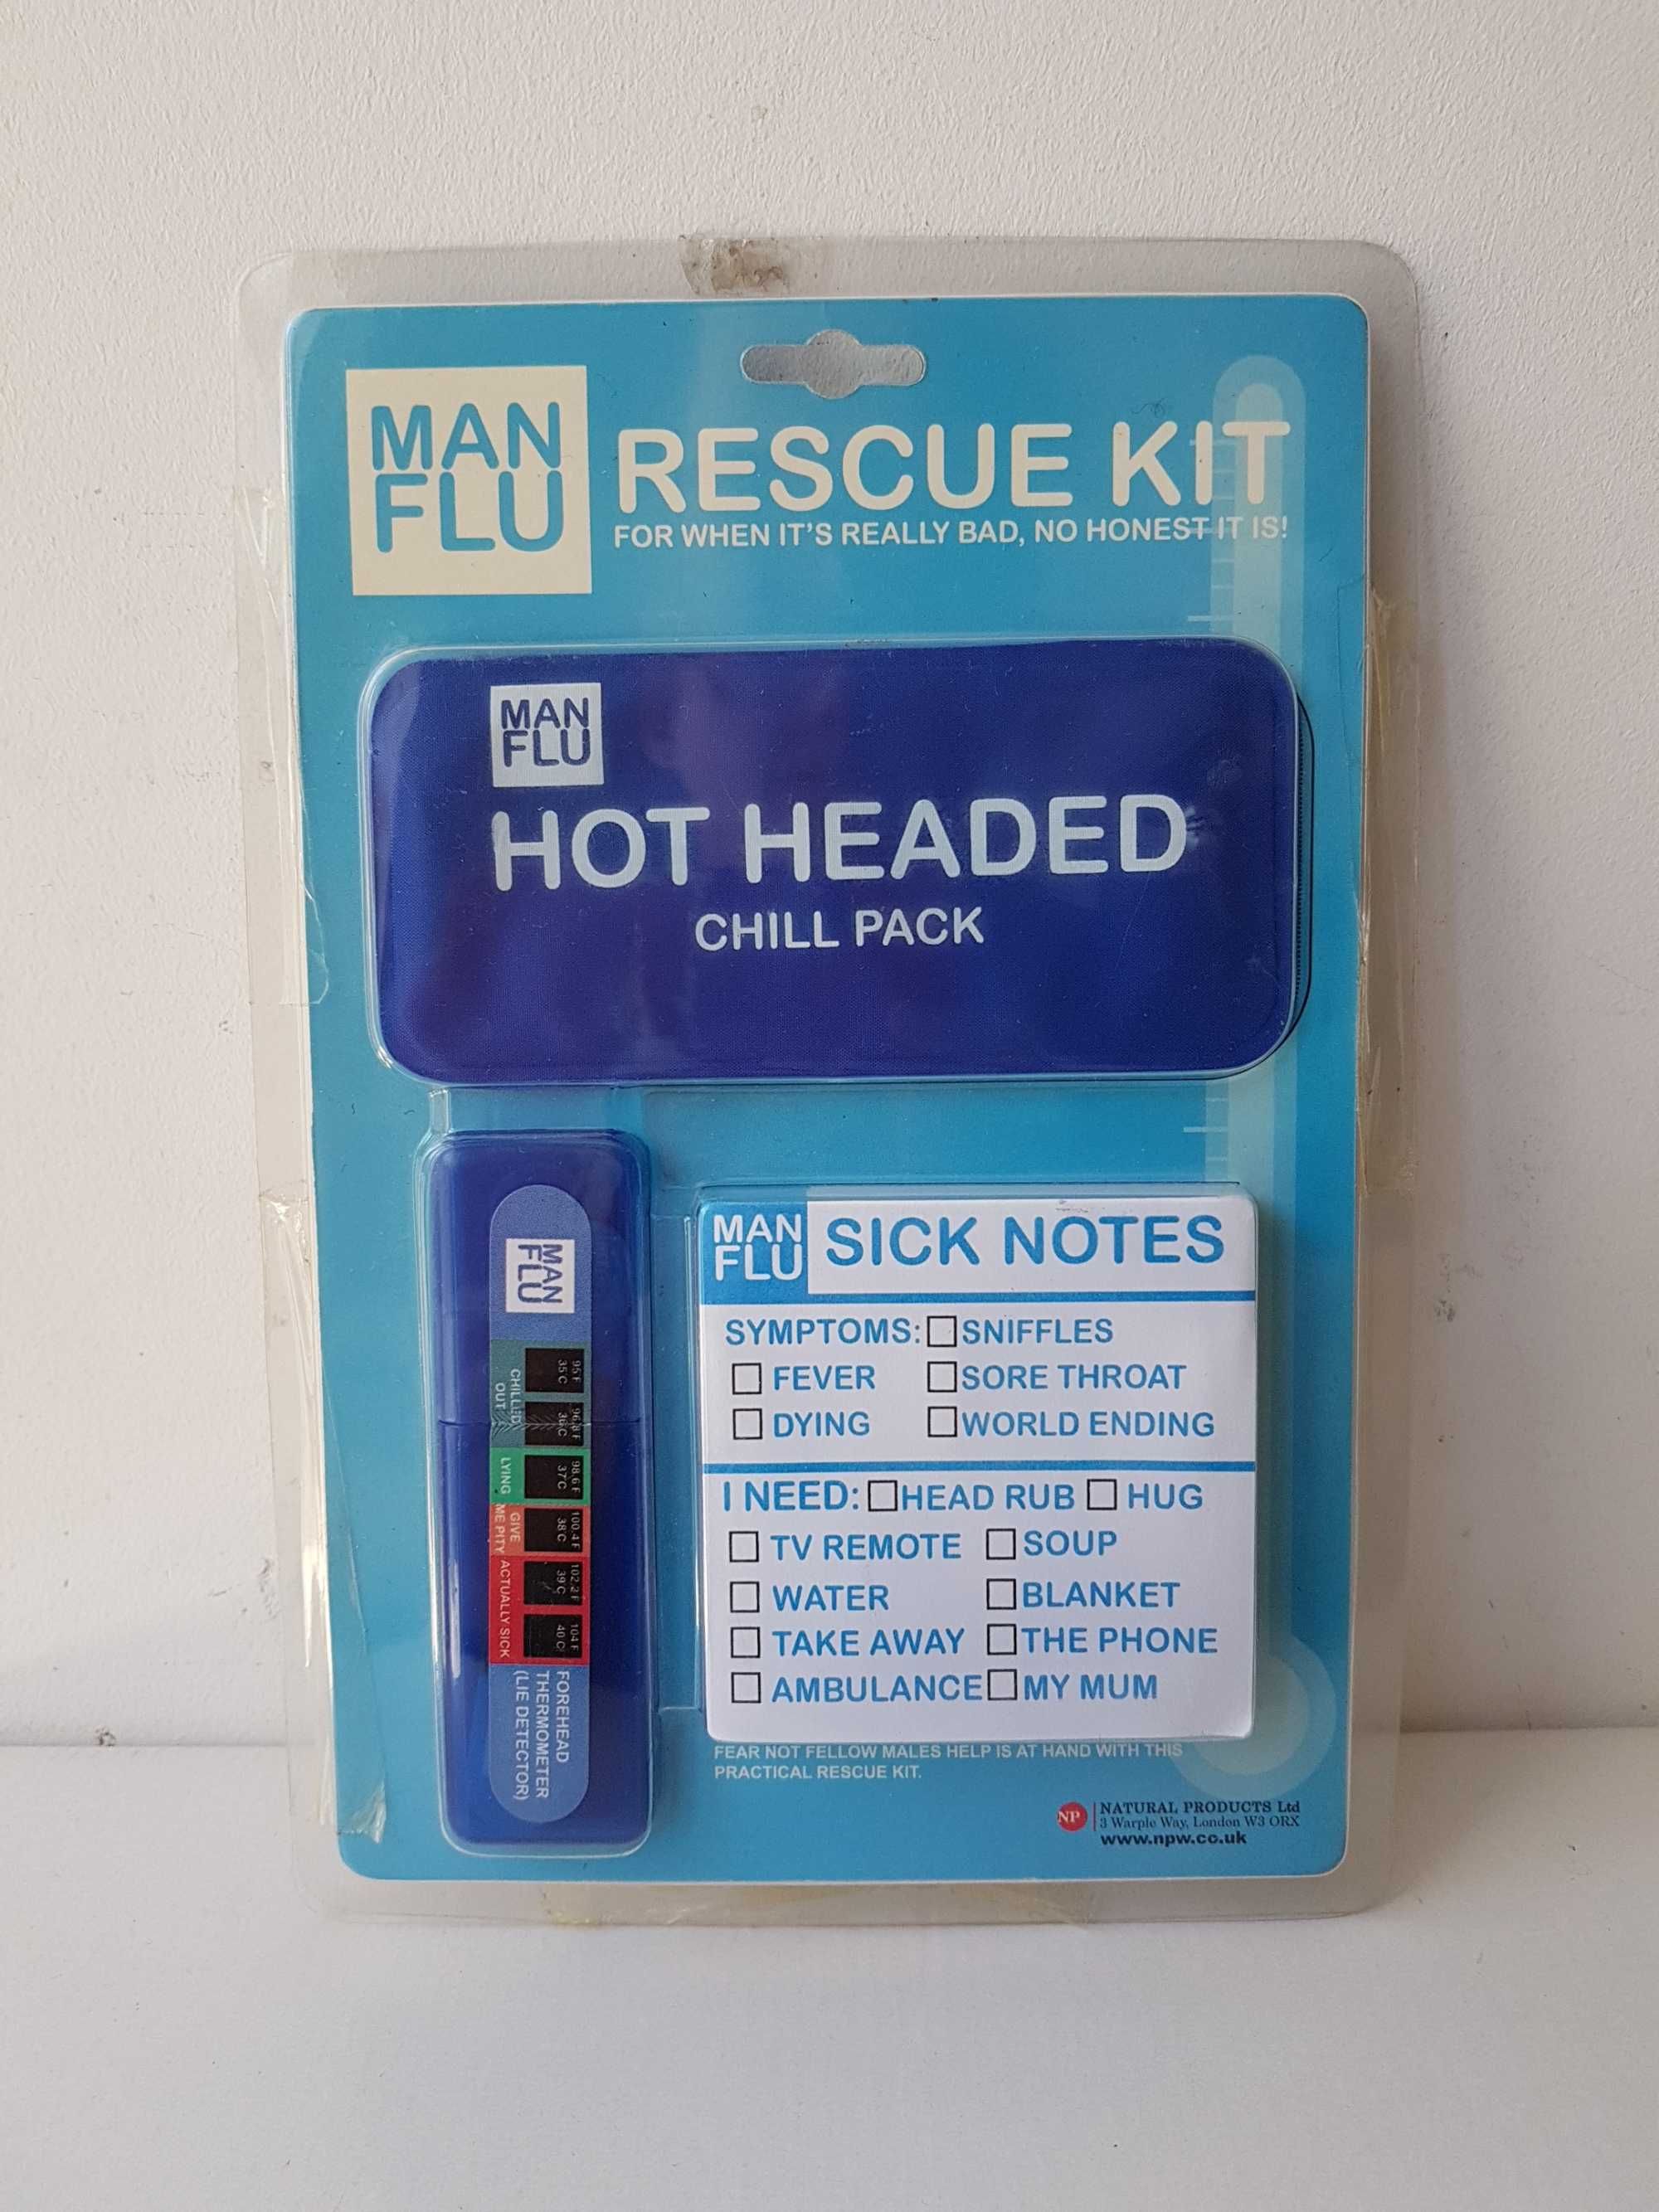 MAN
FLU
RESCUE KIT
FOR WHEN IT'S REALLY BAD, NO HONEST IT IS!
MAN
FLU
HOT HEADED
CHILL PACK
MAN
FLU
95 F
35 C
96.8 F
36 C
CHILLED
OUT
98.6 F
37 C
LYING
100.4 F
38 C
GIVE
ME PITY
102.2 F
39 C
104 F
40 C
ACTUALLY SICK
FOREHEAD
THERMOMETER
(LIE DETECTOR)
MAN
FLU
SICK NOTES
SYMPTOMS: SNIFFLES
FEVER SORE THROAT
DYING WORLD ENDING
I NEED: HEAD RUB HUG
TV REMOTE SOUP
WATER BLANKET
TAKE AWAY THE PHONE
AMBULANCE MY MUM
FEAR NOT FELLOW MALES HELP IS AT HAND WITH THIS
PRACTICAL RESCUE KIT.
NP
NATURAL PRODUCTS Ltd
3 Warple Way, London W3 ORX
www.npw.co.uk